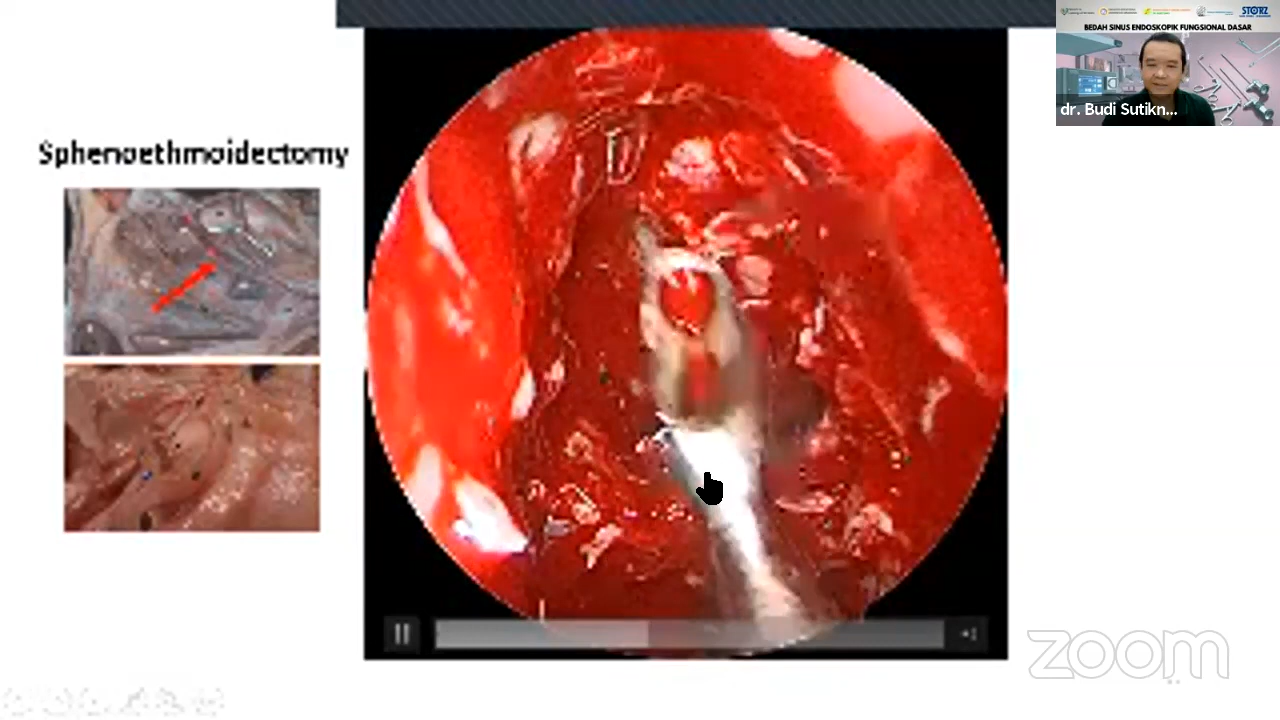 STORZ
BEDAH SINUS ENDOSKOPIK FUNGSIONAL DASAR
dr. Budi Sutikn...
Sphenoethmoidectomy
zoom